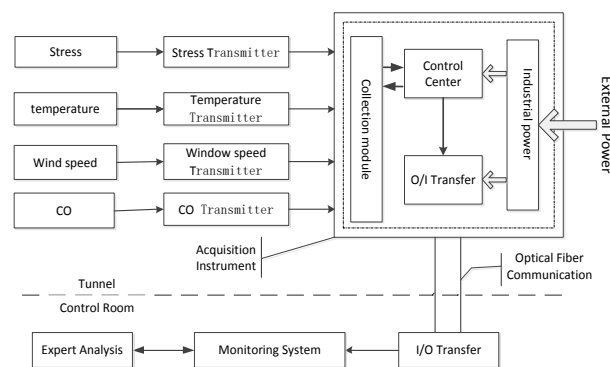 Stress
Stress Transmitter
temperature
Temperature
Transmitter
Wind speed
Window speed
Transmitter
CO
CO Transmitter
Collection module
Control
Center
O/I Transfer
Industrial power
External Power
Acquisition
Instrument
Optical Fiber
Communication
Tunnel
Control Room
Expert Analysis
Monitoring System
I/O Transfer